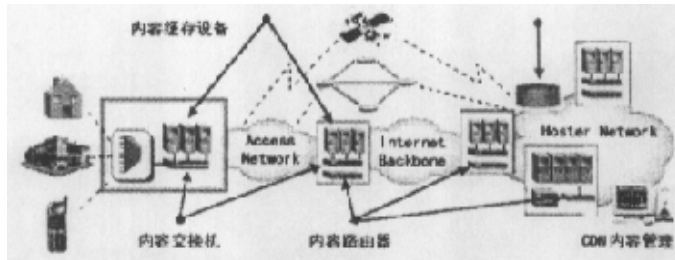 内容缓存设备
Access
Network
Internet
Backbone
Hoster Network
内容交换机
内容路由器
CDN 内容管理